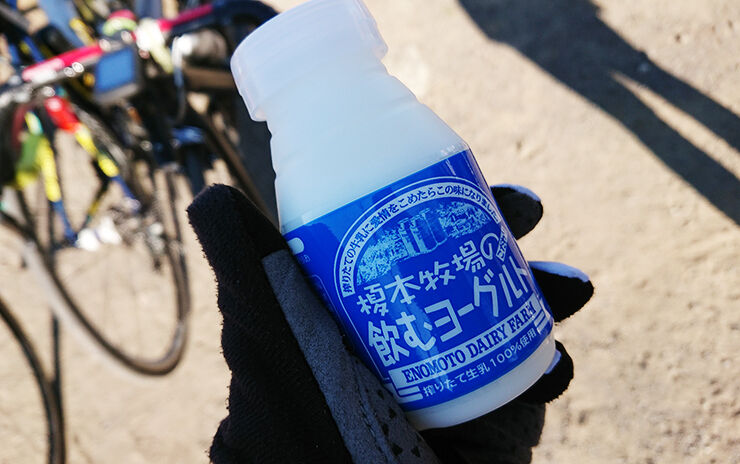 搾りたての生乳に愛情をこめたらこの味になりました
榎本牧場の
飲むヨーグルト
ENOMOTO DAIRY FARM
搾りたて生乳100%使用